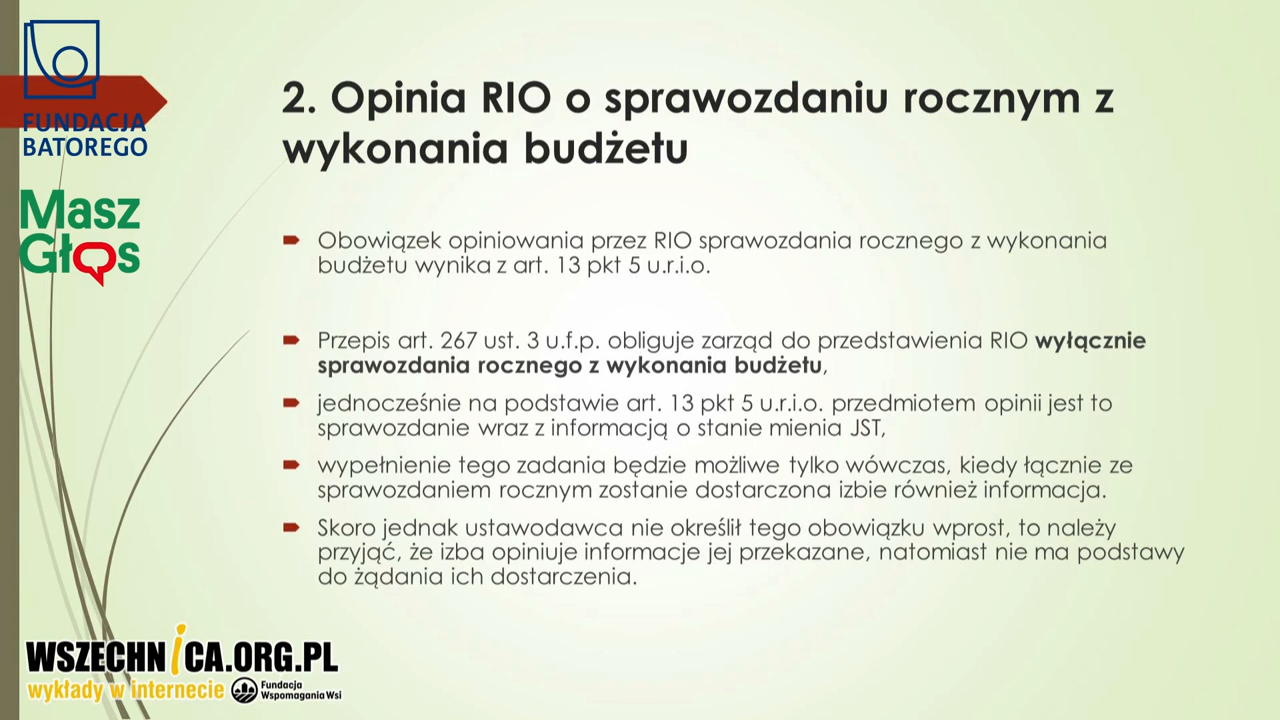 FUNDACJA
BATOREGO
Masz
Głos
2. Opinia RIO o sprawozdaniu rocznym z
wykonania budżetu
Obowiązek opiniowania przez RIO sprawozdania rocznego z wykonania
budżetu wynika z art. 13 pkt 5 u.r.i.o.
Przepis art. 267 ust. 3 u.f.p. obliguje zarząd do przedstawienia RIO wyłącznie
sprawozdania rocznego z wykonania budżetu,
jednocześnie na podstawie art. 13 pkt 5 u.r.i.o. przedmiotem opinii jest to
sprawozdanie wraz z informacją o stanie mienia JST,
wypełnienie tego zadania będzie możliwe tylko wówczas, kiedy łącznie ze
sprawozdaniem rocznym zostanie dostarczona izbie również informacja.
Skoro jednak ustawodawca nie określił tego obowiązku wprost, to należy
przyjąć, że izba opiniuje informacje jej przekazane, natomiast nie ma podstawy
do żądania ich dostarczenia.
WSZECHNiCA.ORG.PL
wykłady w internecie
Fundacja
Wspomagania Wsi